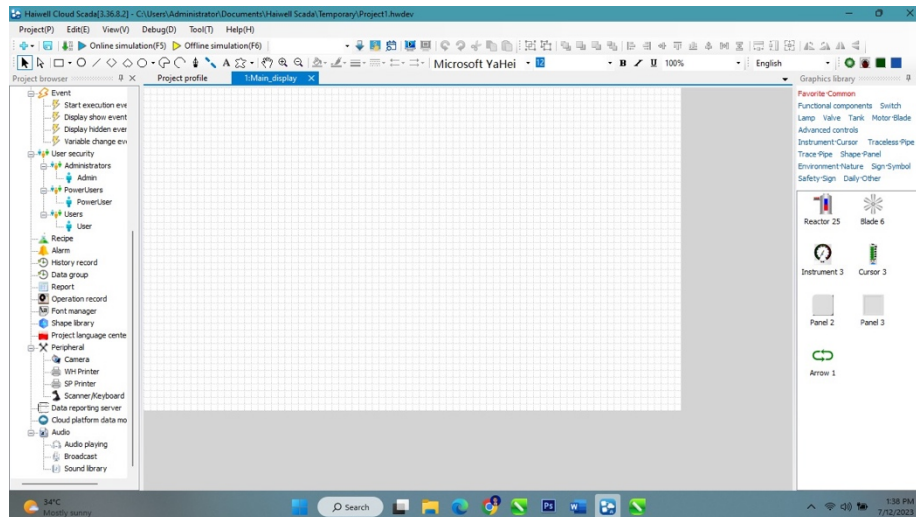 Haiwell Cloud Scada[3.36.8.2] - C:\Users\Administrator\Documents\Haiwell Scada\Temporary\Project1.hwdev
Project(P) Edit(E) View(V) Debug(D) Tool(T) Help(H)
Online simulation(F5) Offline simulation(F6)
A Microsoft YaHei 12 B Z U 100% English
Project browser
Project profile 1:Main_display
Graphics library
Event
Start execution eve
Display show event
Display hidden ever
Variable change eve
User security
Administrators
Admin
PowerUsers
PowerUser
Users
User
Recipe
Alarm
History record
Data group
Report
Operation record
Font manager
Shape library
Project language cente
Peripheral
Camera
WH Printer
SP Printer
Scanner/Keyboard
Data reporting server
Cloud platform data mo
Audio
Audio playing
Broadcast
Sound library
Favorite·Common
Functional components Switch
Lamp Valve Tank Motor·Blade
Advanced controls
Instrument·Cursor Traceless·Pipe
Trace·Pipe Shape·Panel
Environment·Nature Sign·Symbol
Safety·Sign Daily·Other
Reactor 25 Blade 6
Instrument 3 Cursor 3
Panel 2 Panel 3
Arrow 1
34°C
Mostly sunny
Search
Ps
1:38 PM
7/12/2023